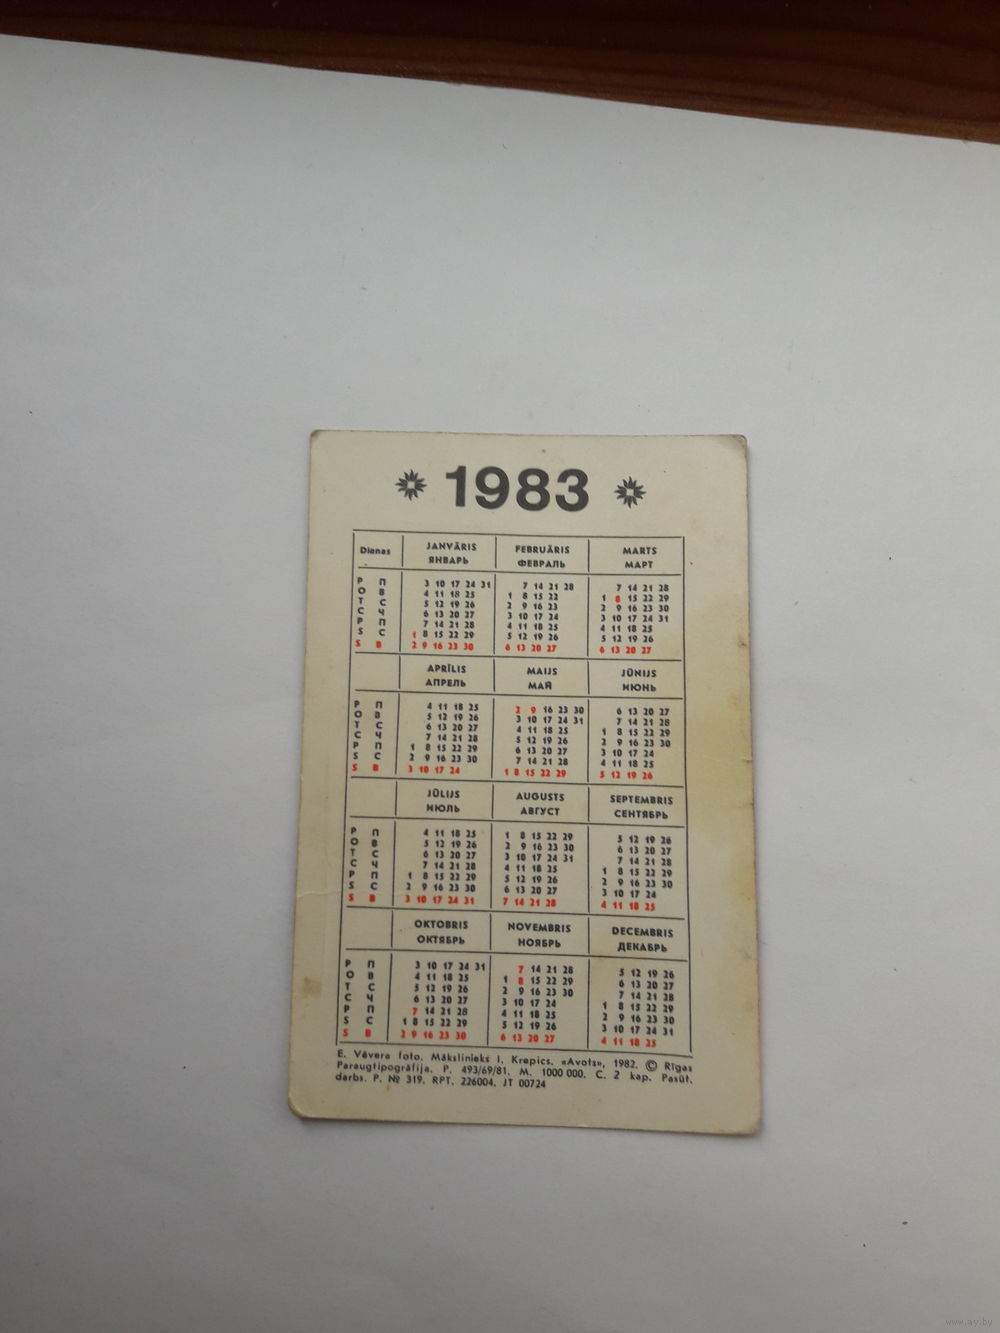 1983
Dienas JANVĀRIS FEBRUĀRIS MARTS
ЯНВАРЬ ФЕВРАЛЬ МАРТ
P П 3 10 17 24 31 7 14 21 28 7 14 21 28
O В 4 11 18 25 1 8 15 22 1 8 15 22 29
T С 5 12 19 26 2 9 16 23 2 9 16 23 30
C Ч 6 13 20 27 3 10 17 24 3 10 17 24 31
P П 7 14 21 28 4 11 18 25 4 11 18 25
S С 1 8 15 22 29 5 12 19 26 5 12 19 26
S В 2 9 16 23 30 6 13 20 27 6 13 20 27
APRĪLIS MAIJS JŪNIJS
АПРЕЛЬ МАЙ ИЮНЬ
P П 4 11 18 25 2 9 16 23 30 6 13 20 27
O В 5 12 19 26 3 10 17 24 31 7 14 21 28
T С 6 13 20 27 4 11 18 25 1 8 15 22 29
C Ч 7 14 21 28 5 12 19 26 2 9 16 23 30
P П 1 8 15 22 29 6 13 20 27 3 10 17 24
S С 2 9 16 23 30 7 14 21 28 4 11 18 25
S В 3 10 17 24 1 8 15 22 29 5 12 19 26
JŪLIJS AUGUSTS SEPTEMBRIS
ИЮЛЬ АВГУСТ СЕНТЯБРЬ
P П 4 11 18 25 1 8 15 22 29 5 12 19 26
O В 5 12 19 26 2 9 16 23 30 6 13 20 27
T С 6 13 20 27 3 10 17 24 31 7 14 21 28
C Ч 7 14 21 28 4 11 18 25 1 8 15 22 29
P П 1 8 15 22 29 5 12 19 26 2 9 16 23 30
S С 2 9 16 23 30 6 13 20 27 3 10 17 24
S В 3 10 17 24 31 7 14 21 28 4 11 18 25
OKTOBRIS NOVEMBRIS DECEMBRIS
ОКТЯБРЬ НОЯБРЬ ДЕКАБРЬ
P П 3 10 17 24 31 7 14 21 28 5 12 19 26
O В 4 11 18 25 1 8 15 22 29 6 13 20 27
T С 5 12 19 26 2 9 16 23 30 7 14 21 28
C Ч 6 13 20 27 3 10 17 24 1 8 15 22 29
P П 7 14 21 28 4 11 18 25 2 9 16 23 30
S С 1 8 15 22 29 5 12 19 26 3 10 17 24 31
S В 2 9 16 23 30 6 13 20 27 4 11 18 25
E. Vēvera foto. Mākslinieks I. Krepics. «Avots», 1982. © Rīgas
Paraugtipogrāfija. P. 493/69/81. M. 1000 000. C. 2 kap. Pasūt.
darbs. P. № 319. RPT. 226004. JT 00724
www.ay.by